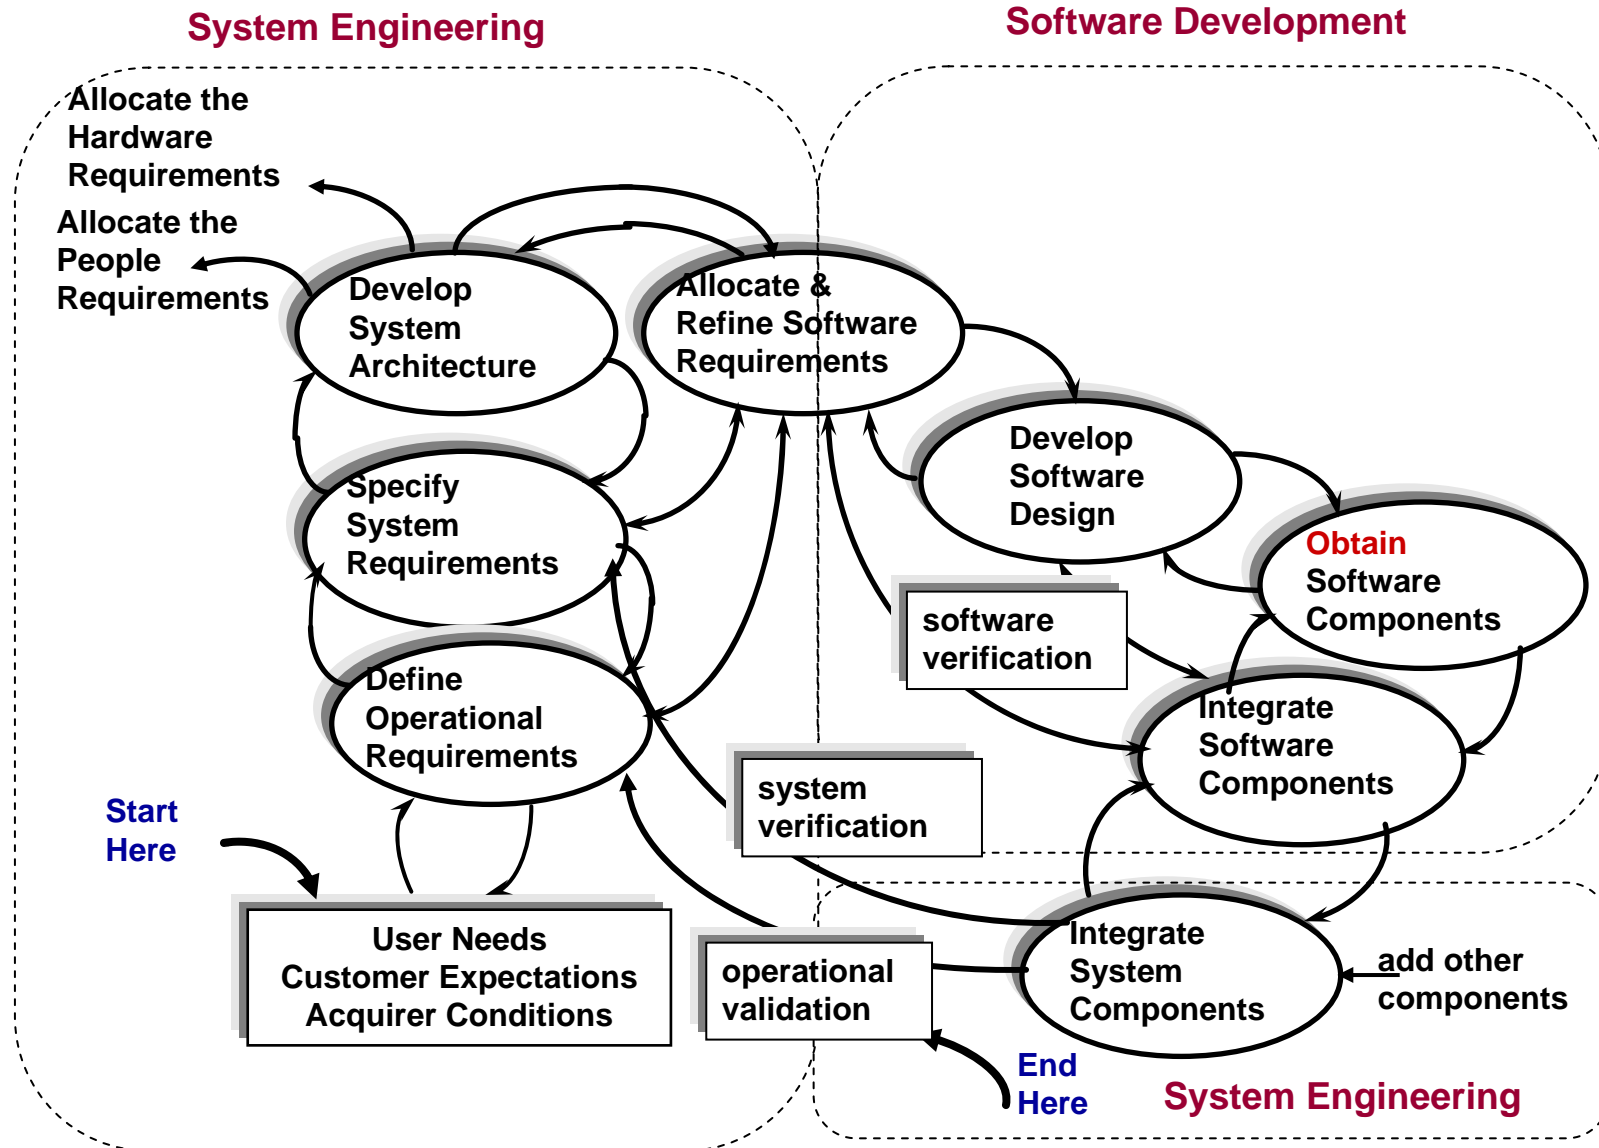 System Engineering
Software Development
Allocate the
Hardware
Requirements
Allocate the
People
Requirements
Develop
System
Architecture
Allocate &
Refine Software
Requirements
Develop
Software
Design
Specify
System
Requirements
Obtain
Software
Components
software
verification
Define
Operational
Requirements
Integrate
Software
Components
system
verification
Start
Here
User Needs
Customer Expectations
Acquirer Conditions
operational
validation
Integrate
System
Components
add other
components
End
Here
System Engineering